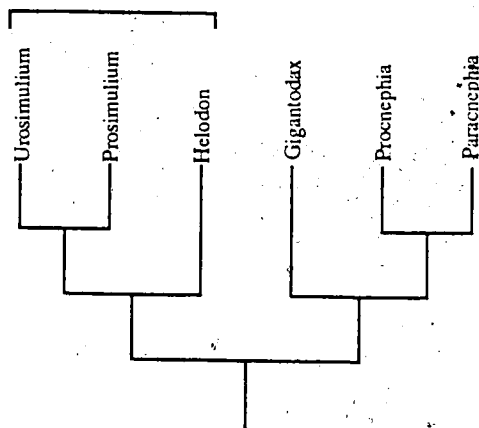 Urosimulium
Prosimulium
Helodon
Gigantodax
Procnephia
Paracnephia